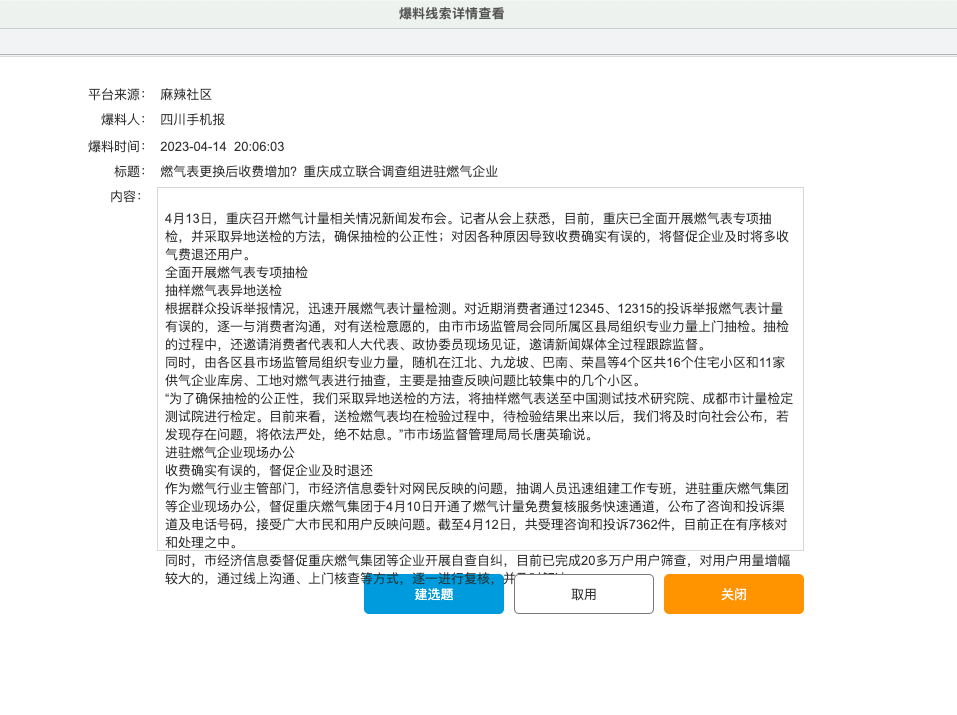 爆料线索详情查看
平台来源： 麻辣社区
爆料人： 四川手机报
爆料时间： 2023-04-14 20:06:03
标题： 燃气表更换后收费增加？重庆成立联合调查组进驻燃气企业
内容：
4月13日，重庆召开燃气计量相关情况新闻发布会。记者从会上获悉，目前，重庆已全面开展燃气表专项抽
检，并采取异地送检的方法，确保抽检的公正性；对因各种原因导致收费确实有误的，将督促企业及时将多收
气费退还用户。
全面开展燃气表专项抽检
抽样燃气表异地送检
根据群众投诉举报情况，迅速开展燃气表计量检测。对近期消费者通过12345、12315的投诉举报燃气表计量
有误的，逐一与消费者沟通，对有送检意愿的，由市市场监管局会同所属区县局组织专业力量上门抽检。抽检
的过程中，还邀请消费者代表和人大代表、政协委员现场见证，邀请新闻媒体全过程跟踪监督。
同时，由各区县市场监管局组织专业力量，随机在江北、九龙坡、巴南、荣昌等4个区共16个住宅小区和11家
供气企业库房、工地对燃气表进行抽查，主要是抽查反映问题比较集中的几个小区。
“为了确保抽检的公正性，我们采取异地送检的方法，将抽样燃气表送至中国测试技术研究院、成都市计量检定
测试院进行检定。目前来看，送检燃气表均在检验过程中，待检验结果出来以后，我们将及时向社会公布，若
发现存在问题，将依法严处，绝不姑息。”市市场监督管理局局长唐英瑜说。
进驻燃气企业现场办公
收费确实有误的，督促企业及时退还
作为燃气行业主管部门，市经济信息委针对网民反映的问题，抽调人员迅速组建工作专班，进驻重庆燃气集团
等企业现场办公，督促重庆燃气集团于4月10日开通了燃气计量免费复核服务快速通道，公布了咨询和投诉渠
道及电话号码，接受广大市民和用户反映问题。截至4月12日，共受理咨询和投诉7362件，目前正在有序核对
和处理之中。
同时，市经济信息委督促重庆燃气集团等企业开展自查自纠，目前已完成20多万户用户筛查，对用户用量增幅
较大的，通过线上沟通、上门核查等方式，逐一进行复核，并
建选题 取用 关闭